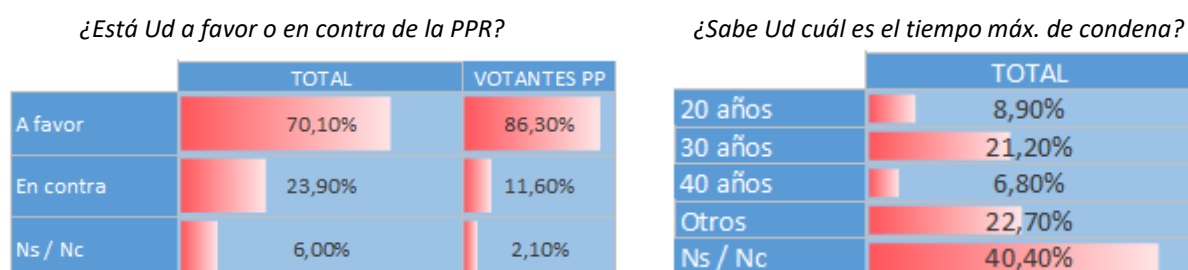 ¿Está Ud a favor o en contra de la PPR?
TOTAL VOTANTES PP
A favor 70,10% 86,30%
En contra 23,90% 11,60%
Ns / Nc 6,00% 2,10%
¿Sabe Ud cuál es el tiempo máx. de condena?
TOTAL
20 años 8,90%
30 años 21,20%
40 años 6,80%
Otros 22,70%
Ns / Nc 40,40%